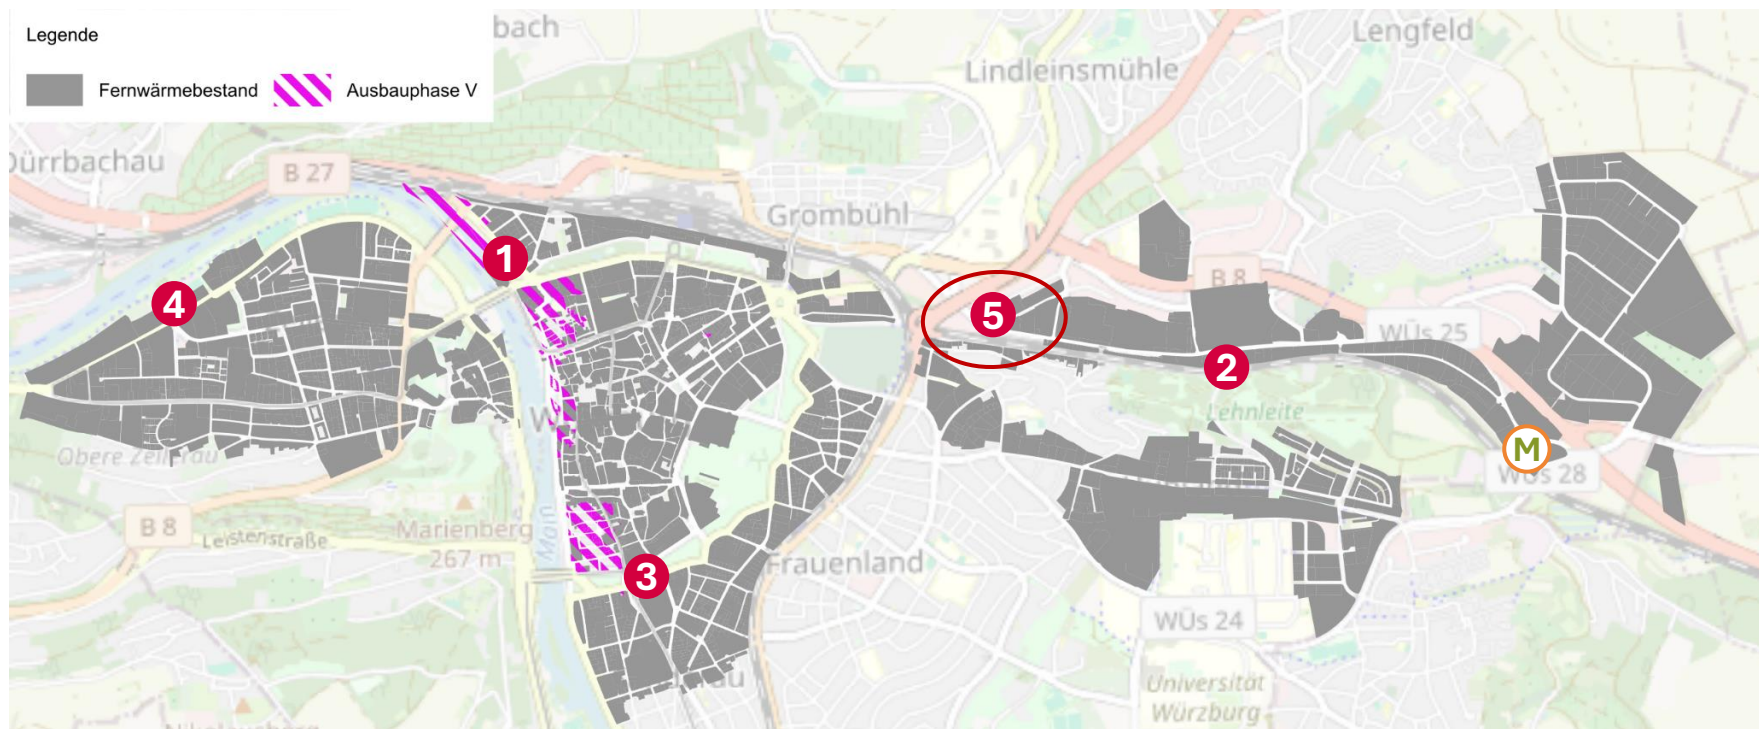 Legende
Fernwärmebestand
Ausbauphase V
bach
Lengfeld
Lindleinsmühle
Dürrbachau
B 27
Grombühl
1
4
5
B 8
WÜs 25
2
Lehnleite
W
M
Obere Zellerau
WÜs 28
B 8
Leistenstraße
Marienberg
267 m
Main
Frauenland
3
WÜs 24
Universität
Würzburg